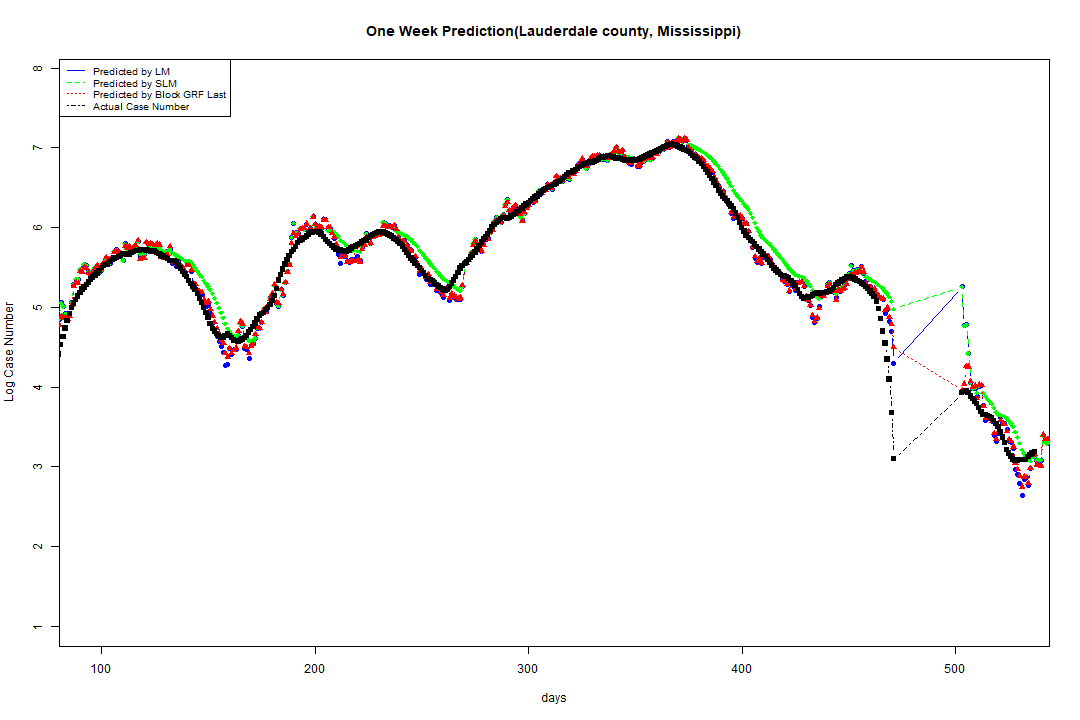 One Week Prediction(Lauderdale county, Mississippi)
Predicted by LM
Predicted by SLM
Predicted by Block GRF Last
Actual Case Number
8
7
6
5
4
3
2
1
Log Case Number
100 200 300 400 500
days